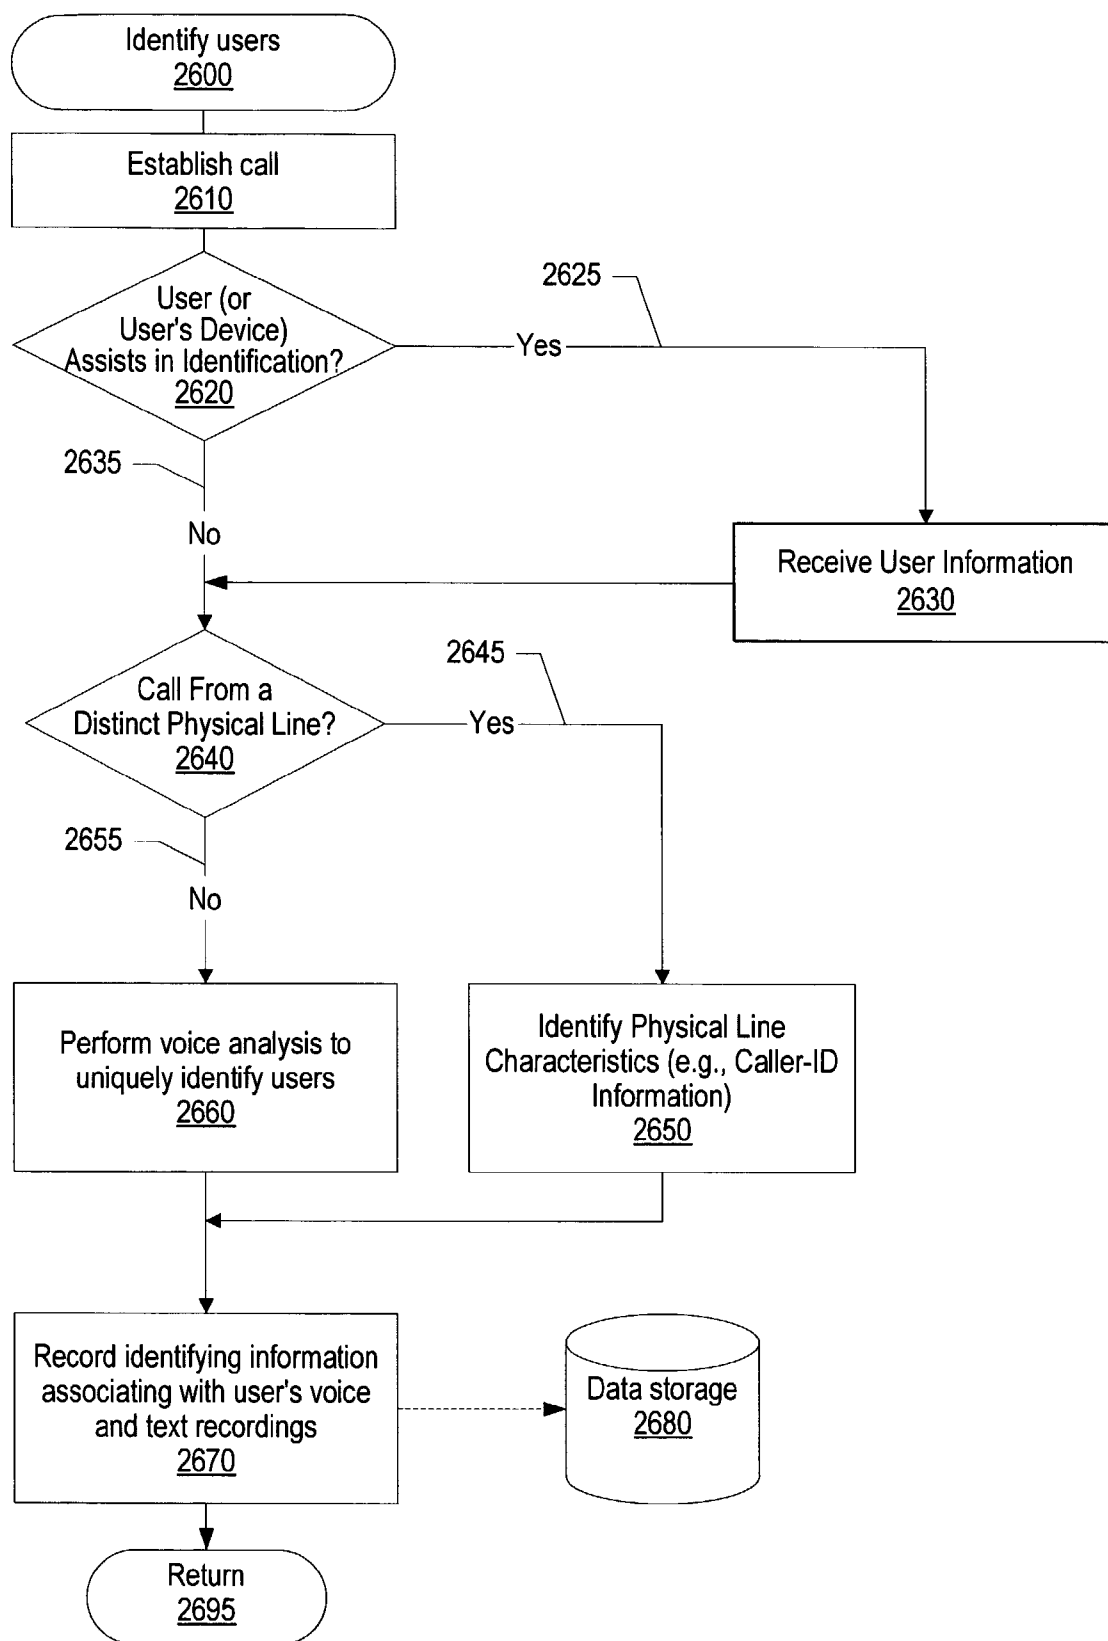 Identify users
2600
Establish call
2610
User (or
User's Device)
Assists in Identification?
2620
2625
Yes
2635
No
Receive User Information
2630
Call From a
Distinct Physical Line?
2640
2645
Yes
2655
No
Perform voice analysis to
uniquely identify users
2660
Identify Physical Line
Characteristics (e.g., Caller-ID
Information)
2650
Record identifying information
associating with user's voice
and text recordings
2670
Data storage
2680
Return
2695